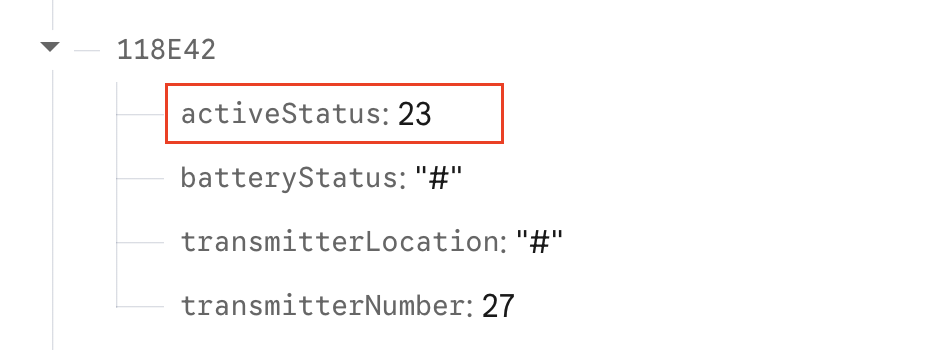 118E42
activeStatus: 23
batteryStatus: "#"
transmitterLocation: "#"
transmitterNumber: 27